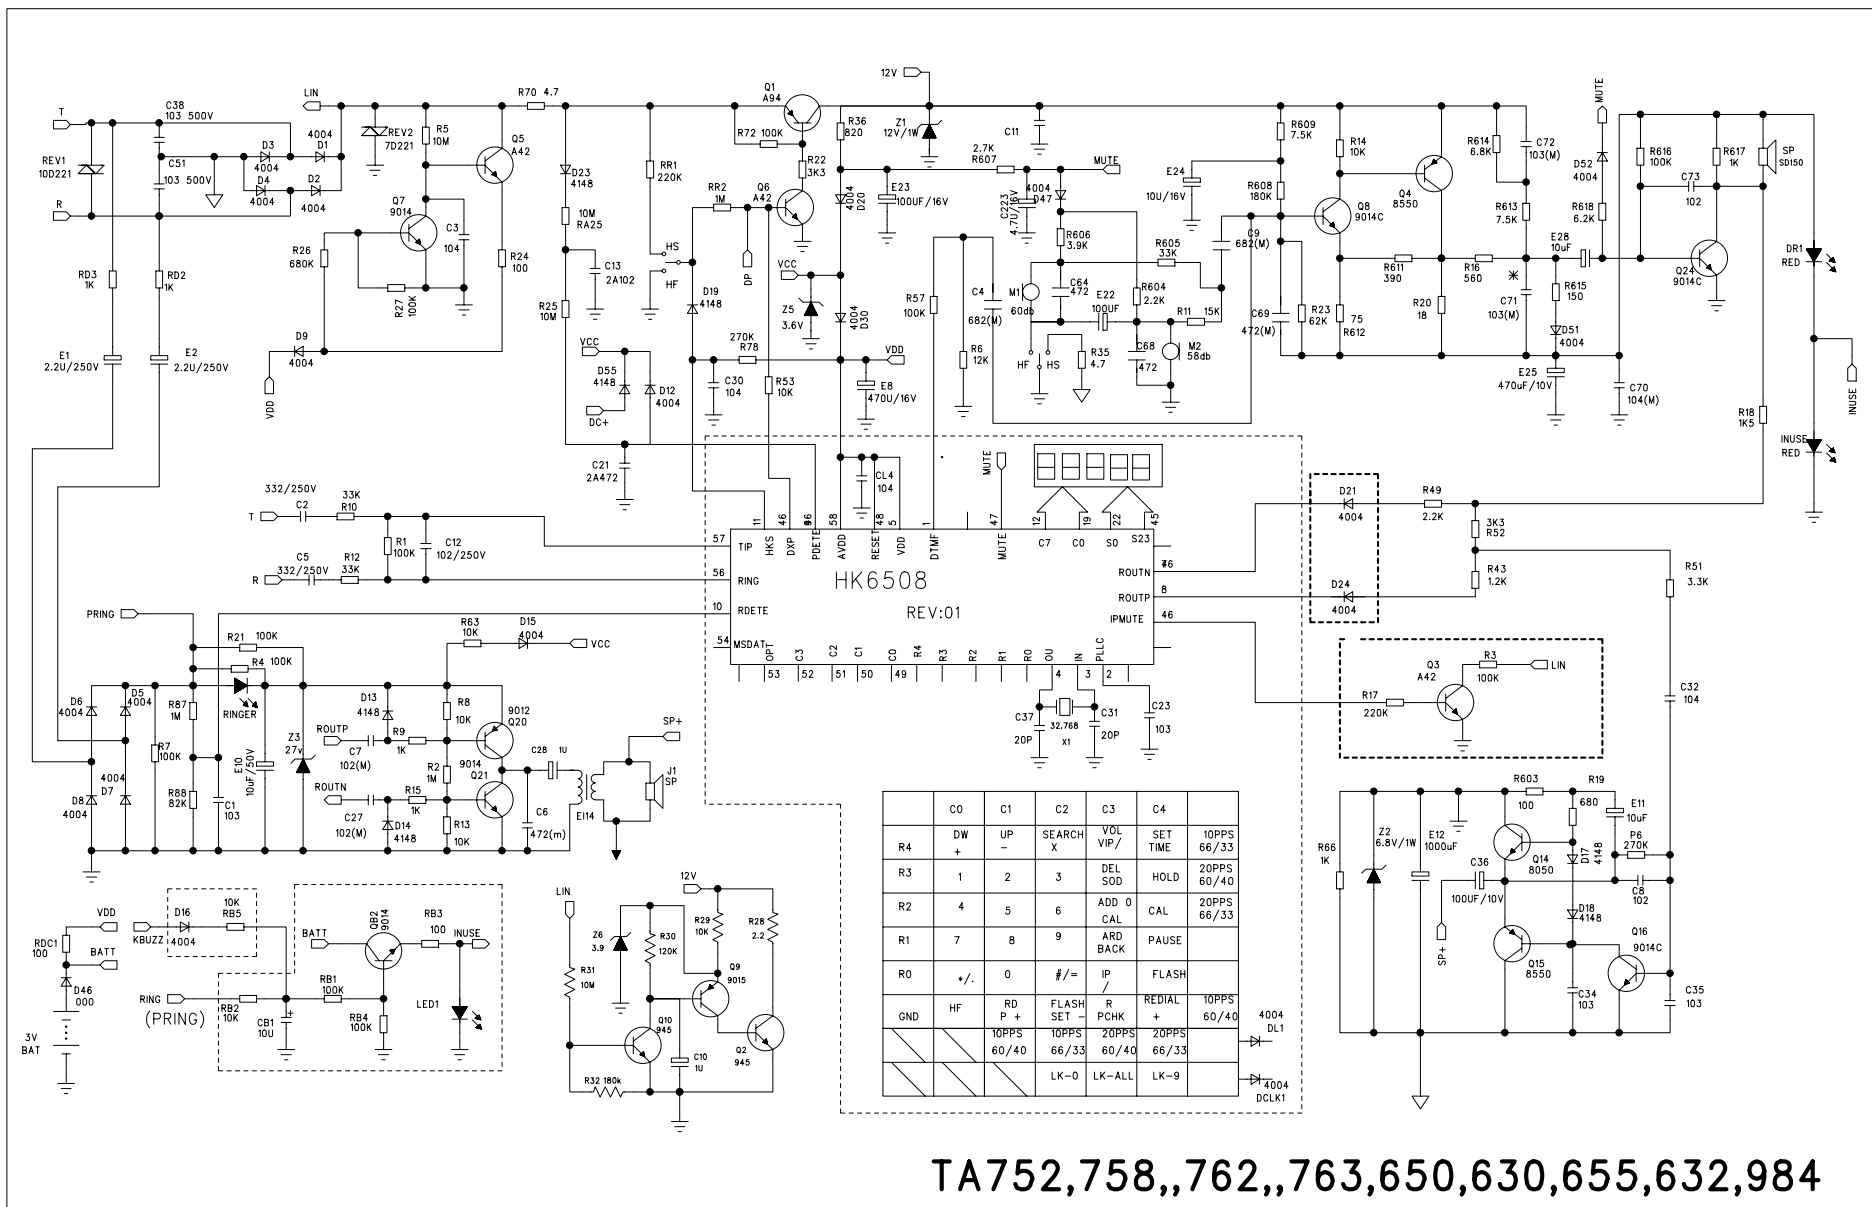 12V
T
C38
103 500V
LIN
REV1
10D221
C51
103 500V
D3
4004
4004
D1
D4
4004
D2
4004
R
REV2
7D221
R5
10M
Q5
A42
Q7
9014
C3
104
R26
680K
R27
100K
R24
100
D9
4004
VDD
R70 4.7
D23
4148
10M
RA25
C13
2A102
R25
10M
RR1
220K
HS
HF
RR2
1M
D19
4148
Q1
A94
R72 100K
R22
3K3
Q6
A42
DP
R36
820
4004
D20
E23
100UF/16V
VCC
Z5
3.6V
4004
D30
270K
R78
VDD
C30
104
R53
10K
E8
470U/16V
Z1
12V/1W
C11
2.7K
R607
MUTE
C223
4.7U/16V
4004
D47
R606
3.9K
R57
100K
C4
682(M)
R6
12K
M1
60db
C64
472
R605
33K
R604
2.2K
E22
100UF
R11
15K
HF
HS
R35
4.7
C68
472
M2
58db
E24
10U/16V
C9
682(M)
R609
7.5K
R608
180K
C69
472(M)
R23
62K
R14
10K
Q8
9014C
75
R612
Q4
8550
R611
390
R20
18
R16
560
R614
6.8K
C72
103(M)
R613
7.5K
*
C71
103(M)
E28
10uF
R615
150
D51
4004
E25
470uF/10V
MUTE
D52
4004
R618
6.2K
R616
100K
C73
102
R617
1K
SP
SD150
Q24
9014C
C70
104(M)
DR1
RED
INUSE
R18
1K5
INUSE
RED
RD3
1K
RD2
1K
E1
2.2U/250V
E2
2.2U/250V
VCC
D55
4148
DC+
D12
4004
C21
2A472
332/250V
C2
33K
R10
T
C5
332/250V
R12
33K
R
R1
100K
C12
102/250V
CL4
104
MUTE
11
46
96
58
48
5
1
47
12
19
22
45
57
TIP
HKS
DXP
PDETE
AVDD
RESET
VDD
DTMF
MUTE
C7
C0
S0
S23
56
RING
HK6508
REV:01
10
RDETE
54
MSDAT
ROUTN
ROUTP
8
IPMUTE
46
OPT
C3
C2
C1
C0
R4
R3
R2
R1
R0
OU
IN
PLLC
53
52
51
50
49
4
3
2
C37
20P
32.768
X1
C31
20P
C23
103
D21
4004
D24
4004
R49
2.2K
3K3
R52
R43
1.2K
R51
3.3K
Q3
A42
R3
100K
LIN
R17
220K
C32
104
PRING
R21
100K
R4
100K
RINGER
D6
4004
D5
4004
R87
1M
R7
100K
R88
82K
C1
103
D8
4004
4004
D7
E10
10uF/50V
Z3
27v
R63
10K
D15
4004
VCC
ROUTP
D13
4148
C7
102(M)
R9
1K
R8
10K
9012
Q20
R2
1M
9014
Q21
ROUTN
C27
102(M)
R15
1K
D14
4148
R13
10K
C28
1U
C6
472(m)
EI14
SP+
J1
SP
VDD
RDC1
100
BATT
D46
000
3V
BAT
KBUZZ
D16
4004
10K
RB5
RING
(PRING)
RB2
10K
CB1
10U
+
RB1
100K
RB4
100K
BATT
QB2
9014
RB3
100
INUSE
LED1
LIN
R31
10M
Z6
3.9
R30
120K
12V
R29
10K
R28
2.2
Q9
9015
Q10
945
C10
1U
Q2
945
R32 180k
C0 C1 C2 C3 C4
R4 DW + UP - SEARCH X VOL VIP/ SET TIME 10PPS 66/33
R3 1 2 3 DEL SOD HOLD 20PPS 60/40
R2 4 5 6 ADD 0 CAL CAL 20PPS 66/33
R1 7 8 9 ARD BACK PAUSE
R0 */. 0 #/= IP / FLASH
GND HF RD P + FLASH SET - R PCHK REDIAL + 10PPS 60/40
10PPS 60/40 10PPS 66/33 20PPS 60/40 20PPS 66/33
LK-0 LK-ALL LK-9
4004
DL1
4004
DCLK1
R66
1K
Z2
6.8V/1W
E12
1000uF
R603
100
R19
680
E11
10uF
P6
270K
Q14
8050
D17
4148
C36
100UF/10V
C8
102
D18
4148
SP+
Q15
8550
Q16
9014C
C34
103
C35
103
TA752,758,,762,,763,650,630,655,632,984